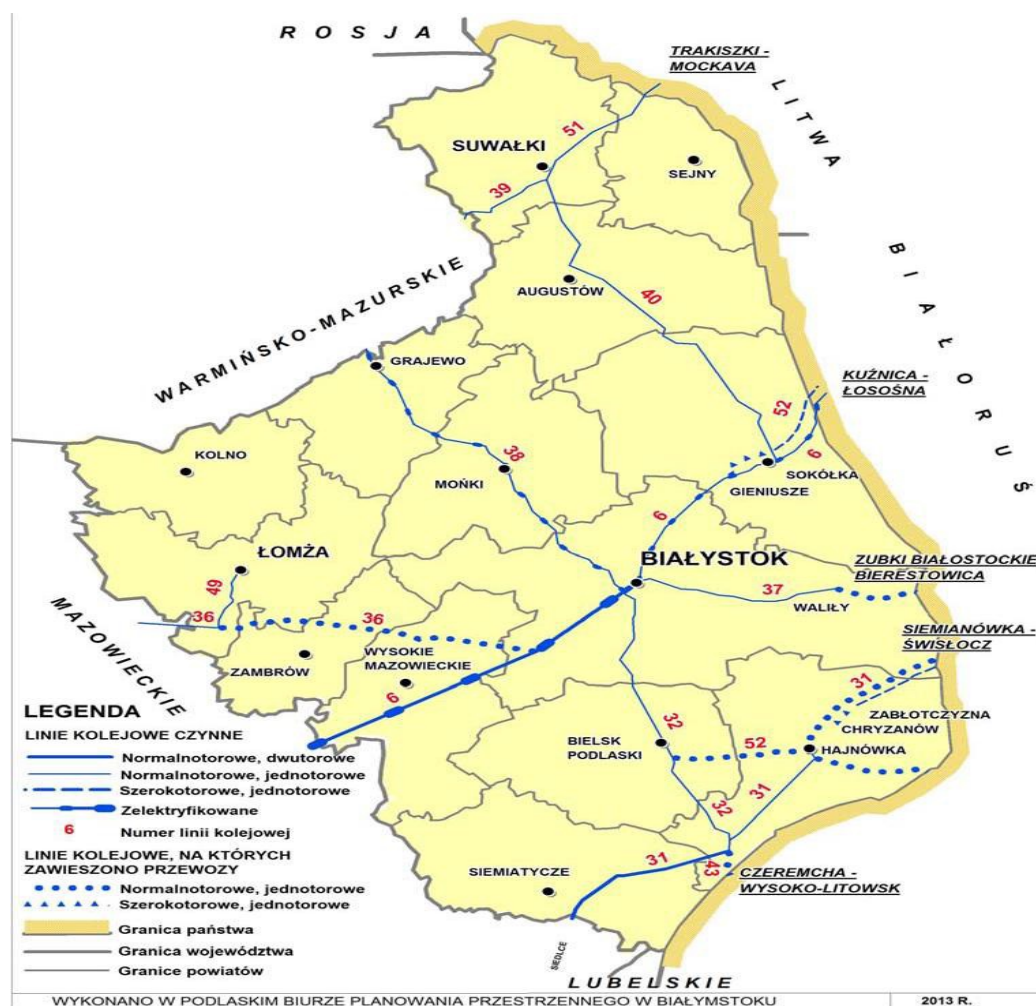 ROSJA
TRAKISZKI -
MOCKAVA
LITWA
51
SUWAŁKI
SEJNY
39
BIAŁORUŚ
WARMIŃSKO-MAZURSKIE
AUGUSTÓW
40
GRAJEWO
KUŹNICA -
ŁOSOŚNA
52
KOLNO
38
6
MOŃKI
SOKÓŁKA
GIENIUSZE
6
ŁOMŻA
BIAŁYSTOK
ZUBKI BIAŁOSTOCKIE
BIERESTOWICA
49
37
WALIŁY
MAZOWIECKIE
36
36
SIEMIANÓWKA -
ŚWISŁOCZ
WYSOKIE
MAZOWIECKIE
ZAMBRÓW
31
6
ZABŁOTCZYZNA
CHRYZANÓW
32
BIELSK
PODLASKI
52
HAJNÓWKA
31
32
31
43
SIEMIATYCZE
CZEREMCHA -
WYSOKO-LITOWSK
SIEDLCE
LUBELSKIE
LEGENDA
LINIE KOLEJOWE CZYNNE
Normalnotorowe, dwutorowe
Normalnotorowe, jednotorowe
Szerokotorowe, jednotorowe
Zelektryfikowane
6 Numer linii kolejowej
LINIE KOLEJOWE, NA KTÓRYCH
ZAWIESZONO PRZEWOZY
Normalnotorowe, jednotorowe
Szerokotorowe, jednotorowe
Granica państwa
Granica województwa
Granice powiatów
WYKONANO W PODLASKIM BIURZE PLANOWANIA PRZESTRZENNEGO W BIAŁYMSTOKU
2013 R.